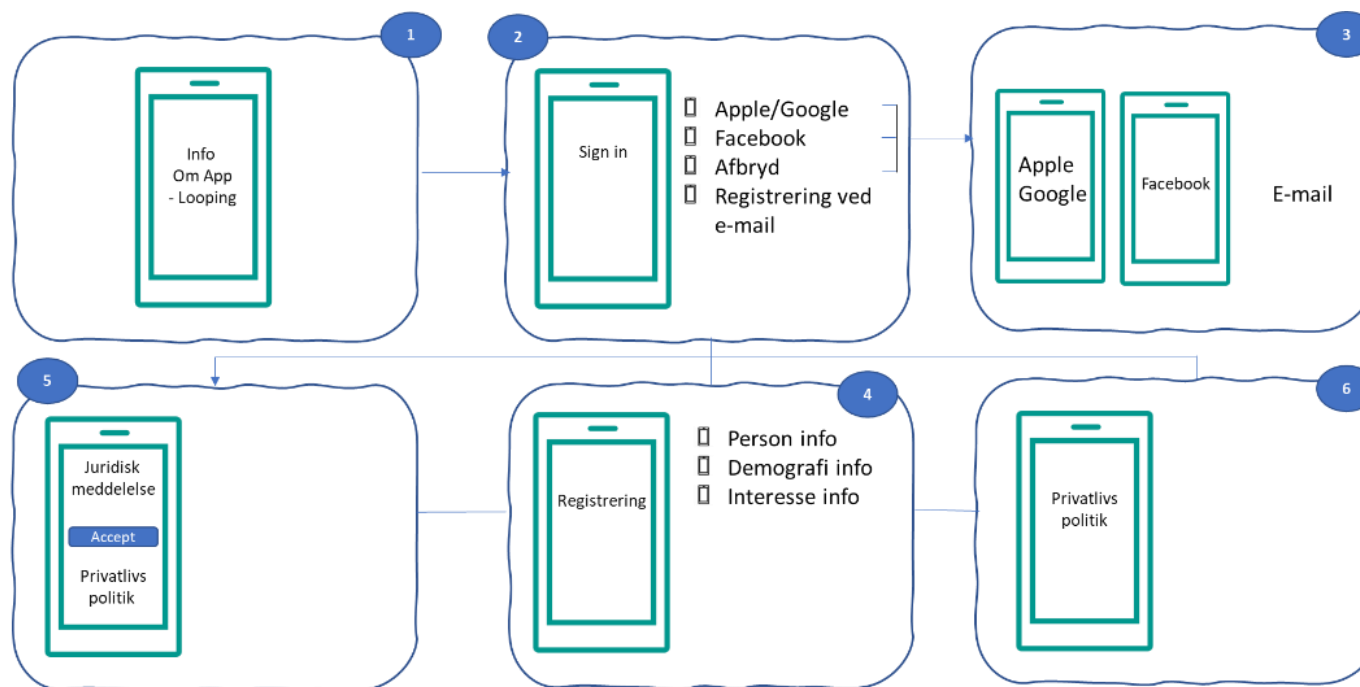 1
Info
Om App
- Looping
2
Sign in
Apple/Google
Facebook
Afbryd
Registrering ved
e-mail
3
Apple
Google
Facebook
E-mail
5
Juridisk
meddelelse
Accept
Privatlivs
politik
4
Registrering
Person info
Demografi info
Interesse info
6
Privatlivs
politik